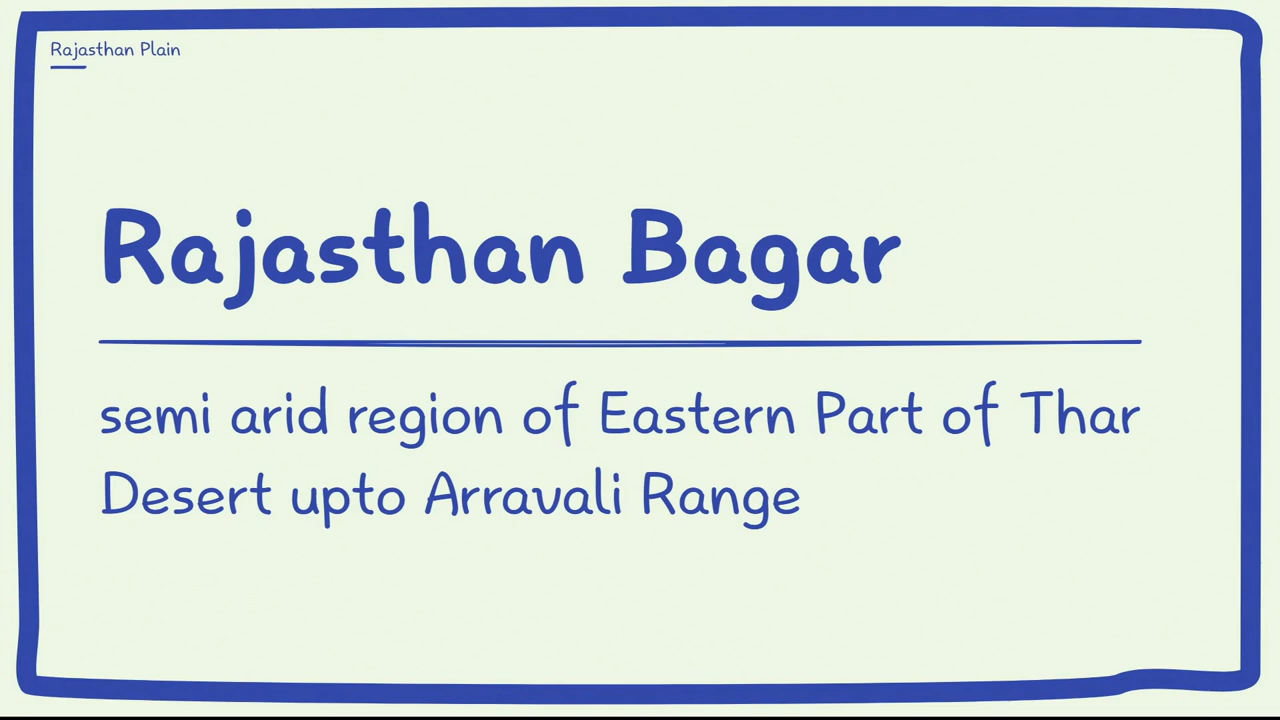 Rajasthan Plain
Rajasthan Bagar
semi arid region of Eastern Part of Thar
Desert upto Arravali Range